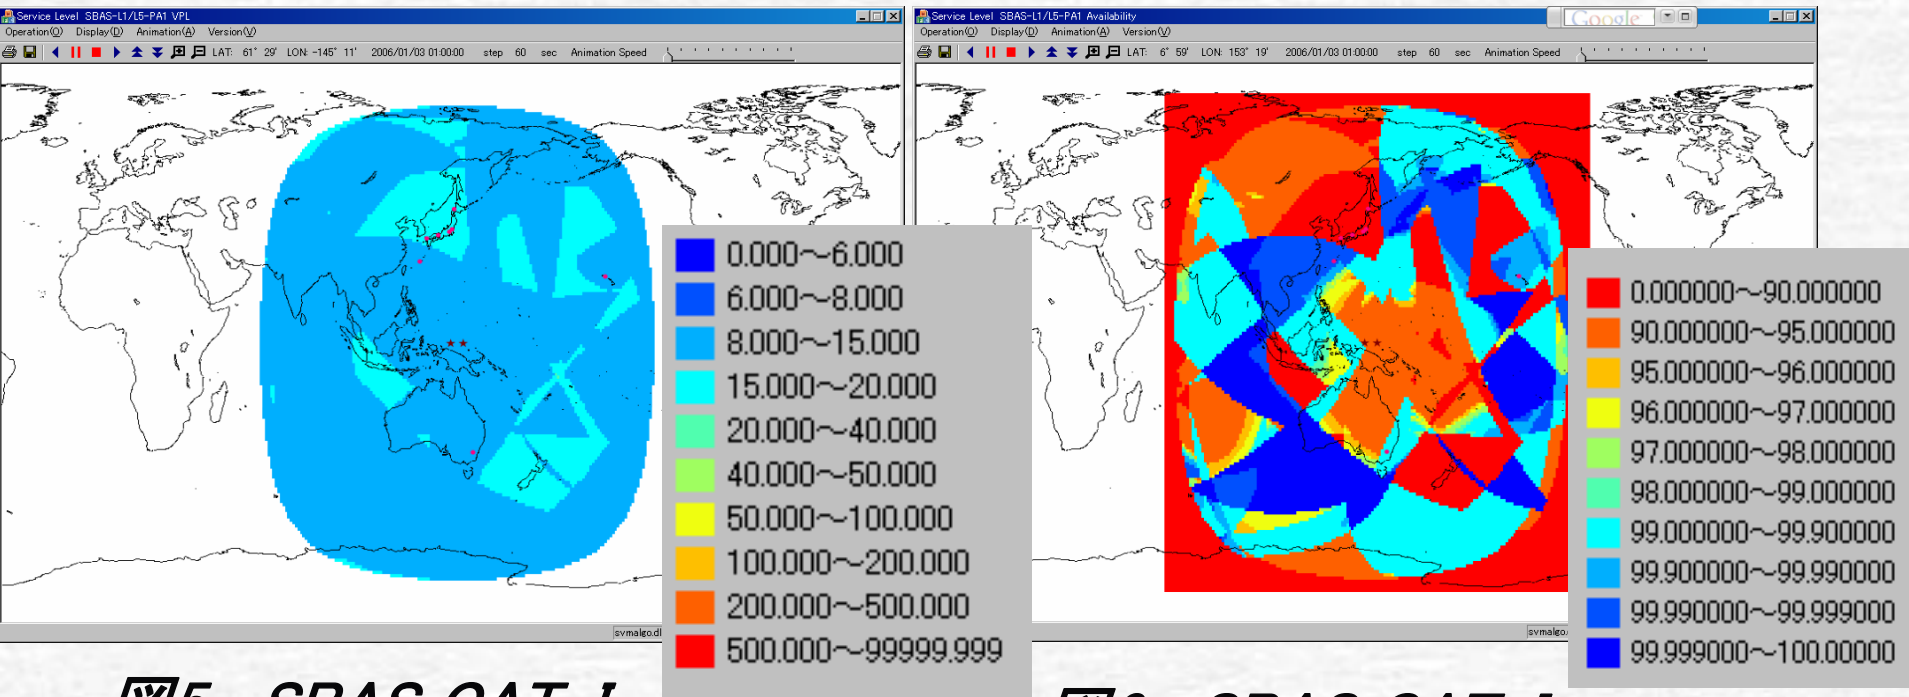 Service Level SBAS-L1/L5-PA1 VPL
Operation(O) Display(D) Animation(A) Version(V)
LAT: 61° 29' LON: -145° 11' 2006/01/03 01:00:00 step 60 sec Animation Speed
0.000～6.000
6.000～8.000
8.000～15.000
15.000～20.000
20.000～40.000
40.000～50.000
50.000～100.000
100.000～200.000
200.000～500.000
500.000～99999.999
svmalgo.dl
Service Level SBAS-L1/L5-PA1 Availability
Google
Operation(O) Display(D) Animation(A) Version(V)
LAT: 6° 59' LON: 153° 19' 2006/01/03 01:00:00 step 60 sec Animation Speed
0.000000～90.000000
90.000000～95.000000
95.000000～96.000000
96.000000～97.000000
97.000000～98.000000
98.000000～99.000000
99.000000～99.900000
99.900000～99.990000
99.990000～99.999000
99.999000～100.00000
svmalgo.
図5 SBAS CAT-I